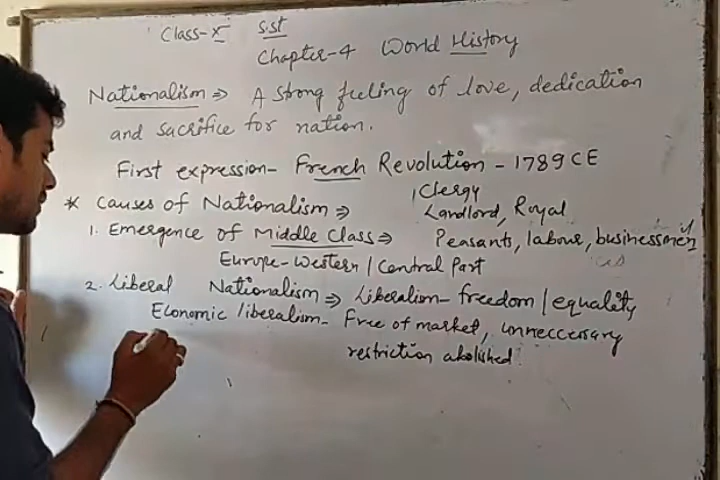 Class-X S.St
Chapter-4 World History
Nationalism ⇒ A strong feeling of love, dedication
and sacrifice for nation.
First expression- French Revolution - 1789 CE
* Causes of Nationalism ⇒ Clergy
Landlord, Royal
1. Emergence of Middle Class ⇒ Peasants, labour, businessmen
Europe-Western / Central Part
2. Liberal Nationalism ⇒ Liberalism- freedom / equality
Economic liberalism- Free of market, unneccessary
restriction abolished.